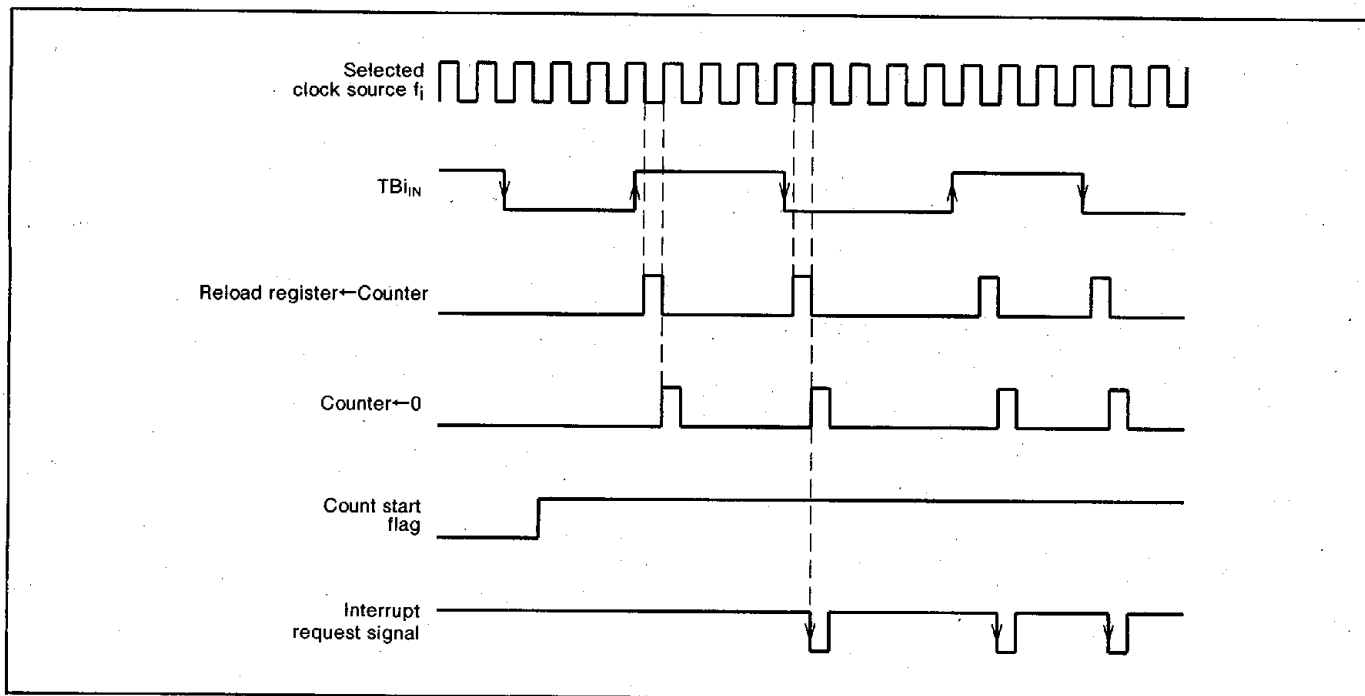 Selected
clock source fi
TBiIN
Reload register←Counter
Counter←0
Count start
flag
Interrupt
request signal